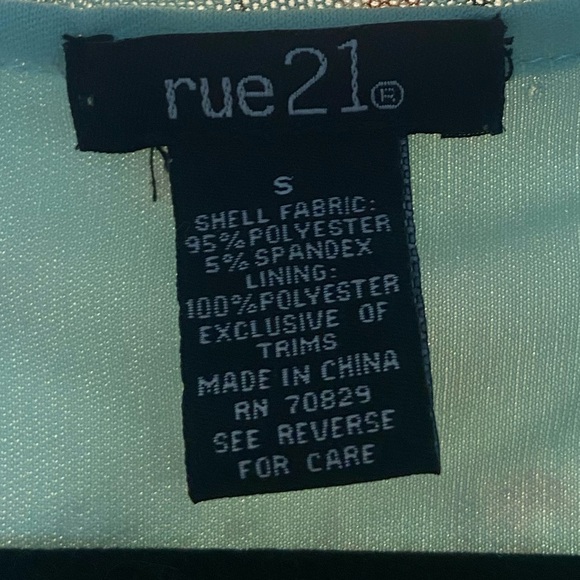 rue21®
S
SHELL FABRIC:
95%POLYESTER
5%SPANDEX
LINING:
100%POLYESTER
EXCLUSIVE OF
TRIMS
MADE IN CHINA
RN 70829
SEE REVERSE
FOR CARE